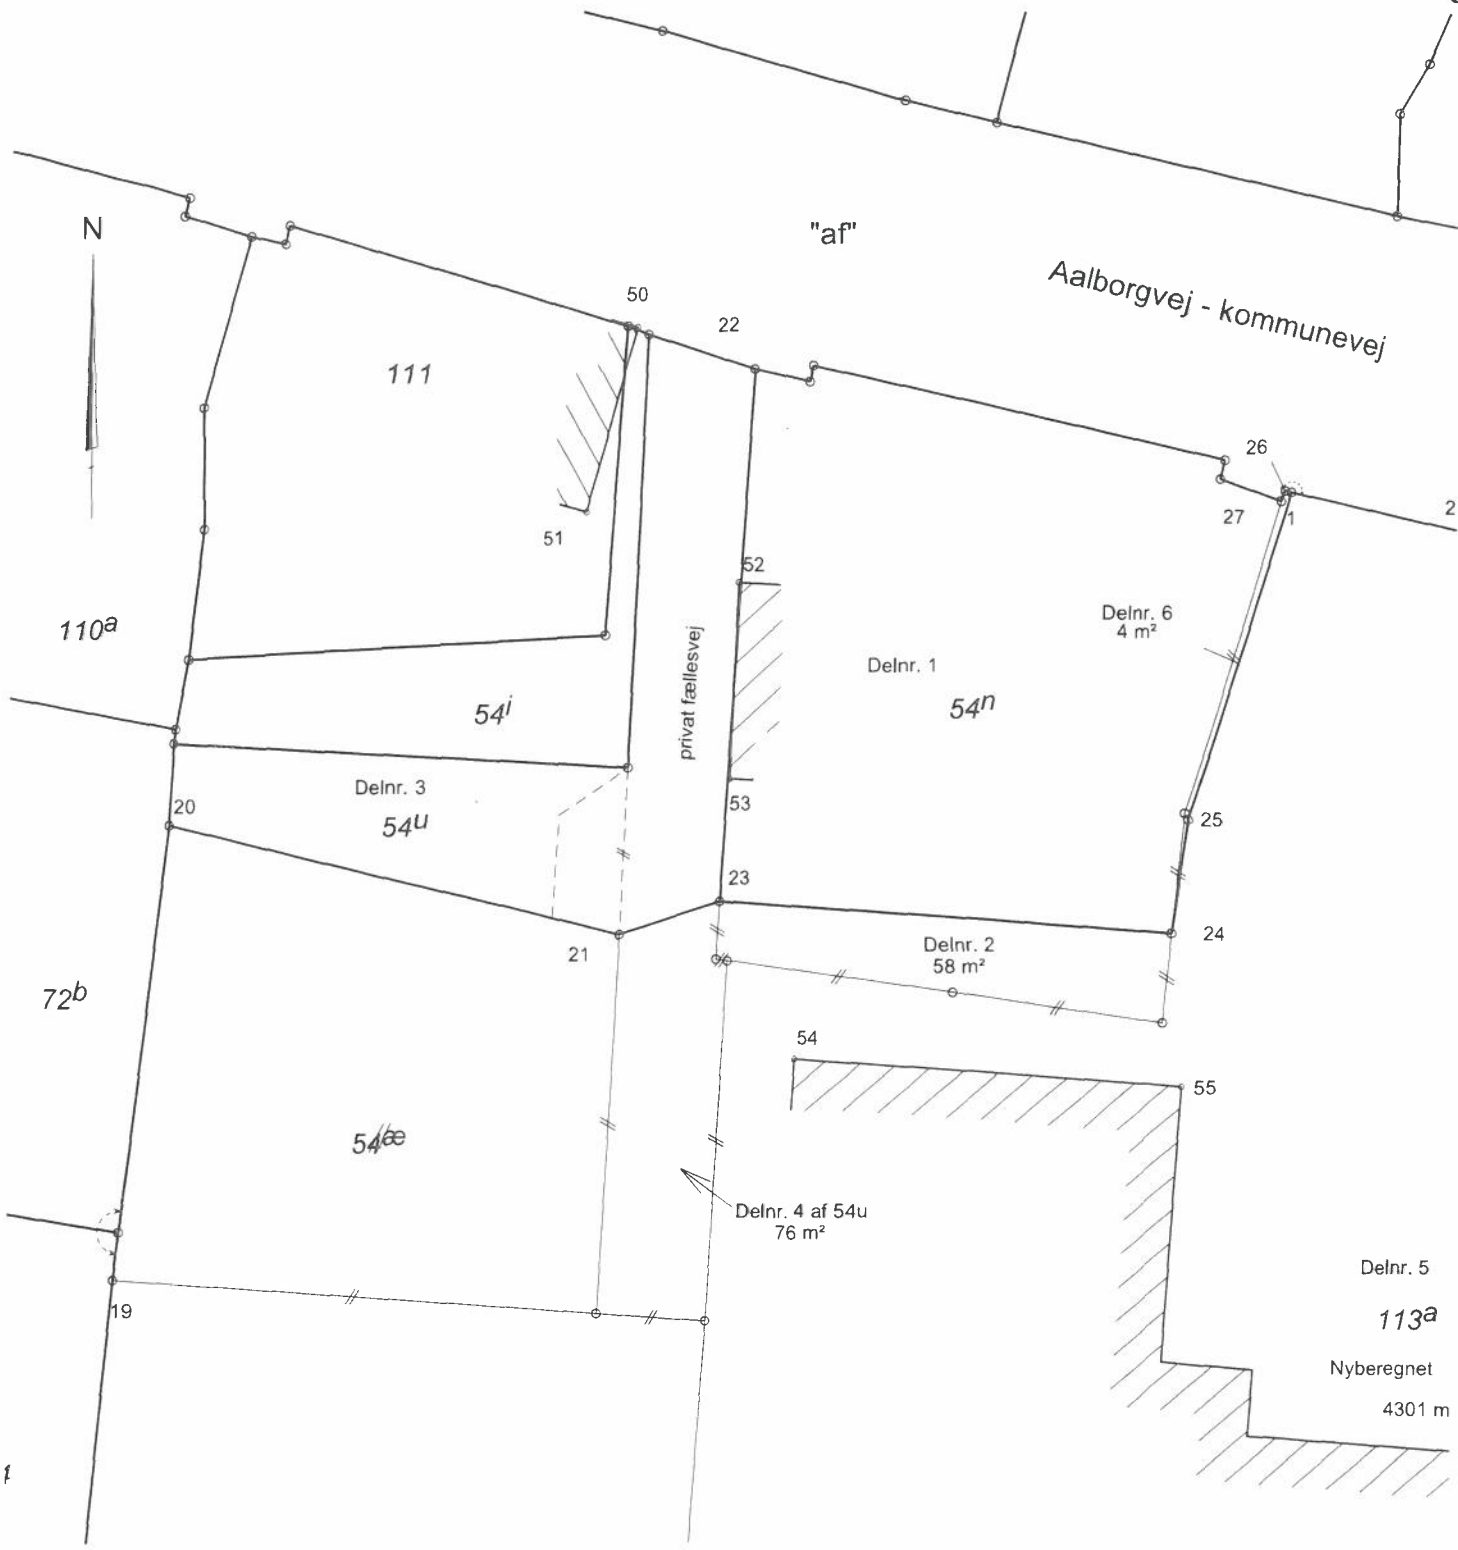 N
"af"
Aalborgvej - kommunevej
50
22
111
26
27
1
2
51
52
110a
Delnr. 6
4 m²
privat fællesvej
Delnr. 1
54n
54i
Delnr. 3
54u
20
53
25
23
24
21
Delnr. 2
58 m²
72b
54
55
54æ
Delnr. 4 af 54u
76 m²
19
Delnr. 5
113a
Nyberegnet
4301 m